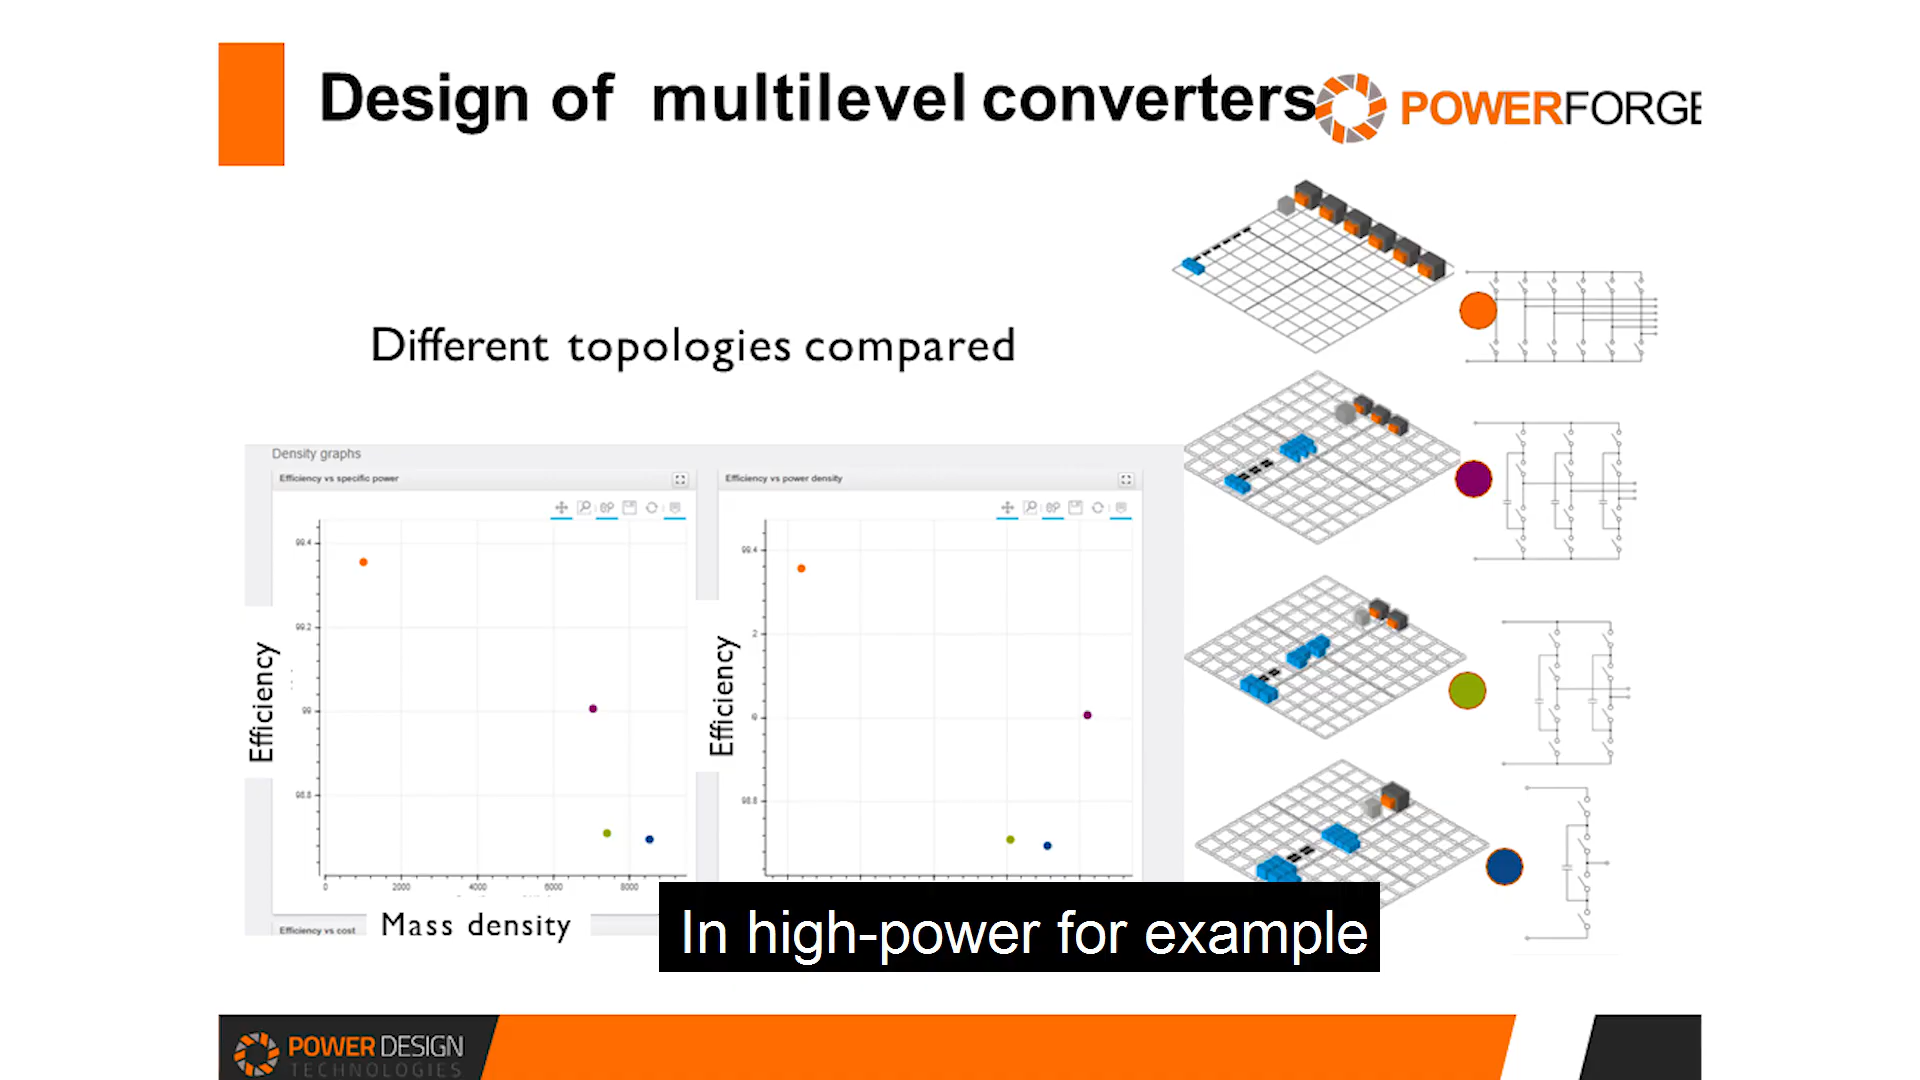 Design of multilevel converters
POWERFORGE
Different topologies compared
Density graphs
Efficiency vs specific power
Efficiency vs power density
99.4
99.2
99
98.8
0 2000 4000 6000 8000
Efficiency
Mass density
99.4
2
9
98.8
Efficiency
Efficiency vs cost
In high-power for example
POWER DESIGN
TECHNOLOGIES